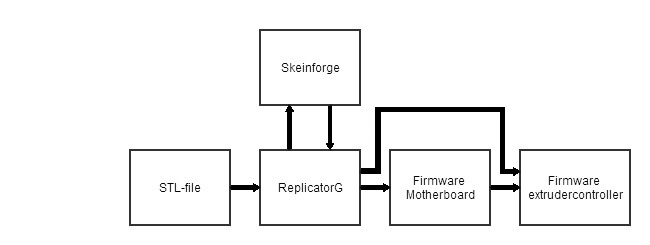 Skeinforge
STL-file
ReplicatorG
Firmware
Motherboard
Firmware
extrudercontroller